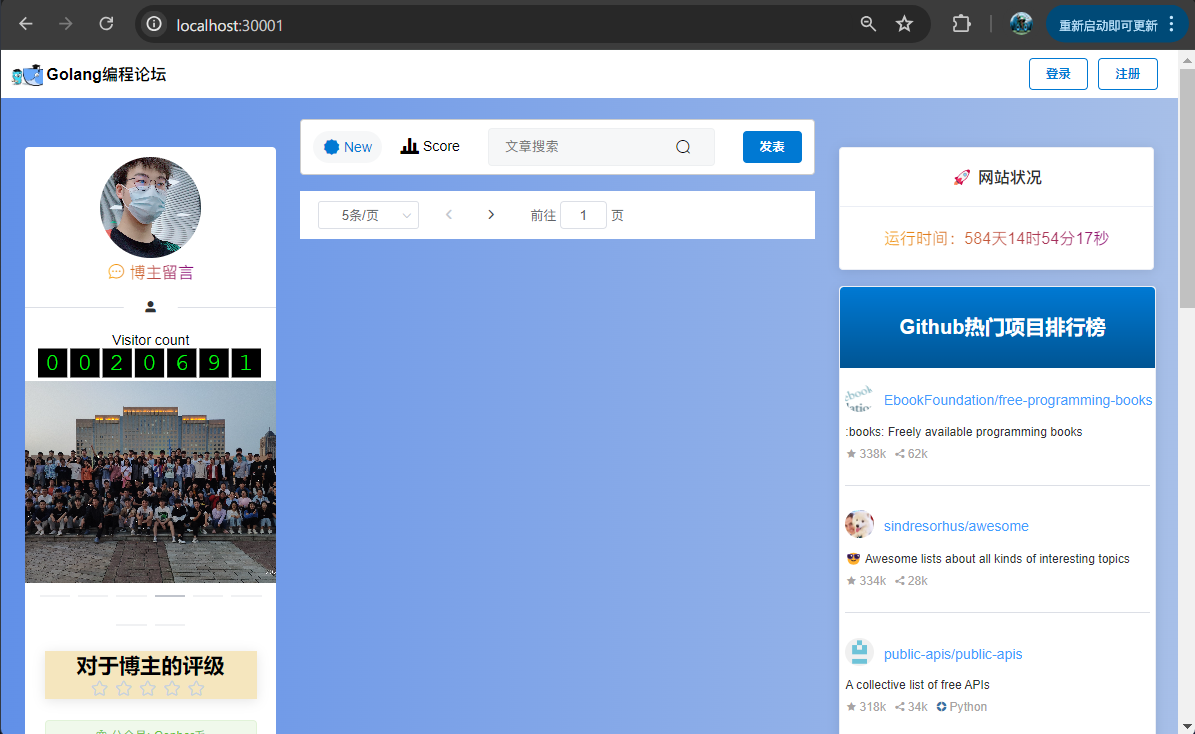 localhost:30001
重新启动即可更新
Golang编程论坛
登录
注册
New
Score
文章搜索
发表
5条/页
前往 1 页
博主留言
Visitor count
0 0 2 0 6 9 1
对于博主的评级
网站状况
运行时间：584天14时54分17秒
Github热门项目排行榜
EbookFoundation/free-programming-books
:books: Freely available programming books
338k 62k
sindresorhus/awesome
Awesome lists about all kinds of interesting topics
334k 28k
public-apis/public-apis
A collective list of free APIs
318k 34k Python